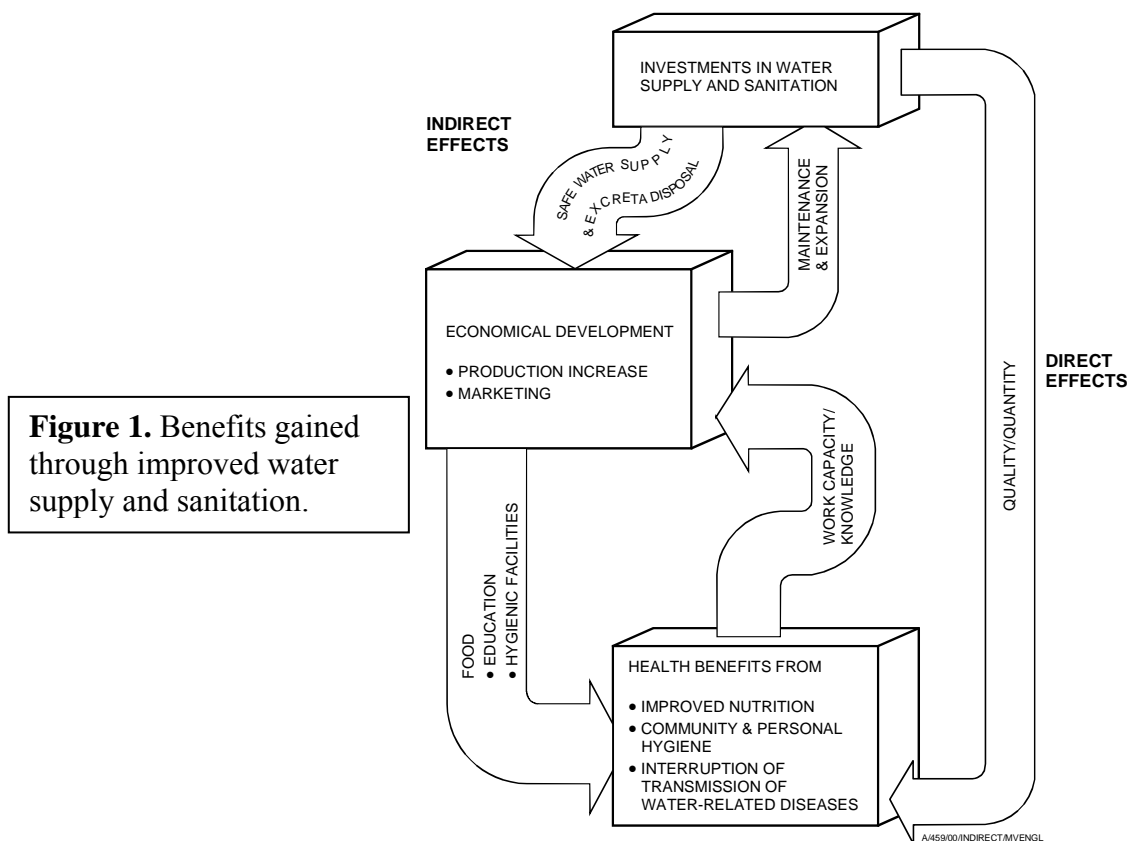 INVESTMENTS IN WATER
SUPPLY AND SANITATION
INDIRECT
EFFECTS
SAFE WATER SUPPLY
& EXCRETA DISPOSAL
MAINTENANCE
& EXPANSION
ECONOMICAL DEVELOPMENT
● PRODUCTION INCREASE
● MARKETING
DIRECT
EFFECTS
QUALITY/QUANTITY
Figure 1. Benefits gained
through improved water
supply and sanitation.
WORK CAPACITY/
KNOWLEDGE
FOOD
● EDUCATION
● HYGIENIC FACILITIES
HEALTH BENEFITS FROM
● IMPROVED NUTRITION
● COMMUNITY & PERSONAL
HYGIENE
● INTERRUPTION OF
TRANSMISSION OF
WATER-RELATED DISEASES
A/459/00/INDIRECT/MVENGL